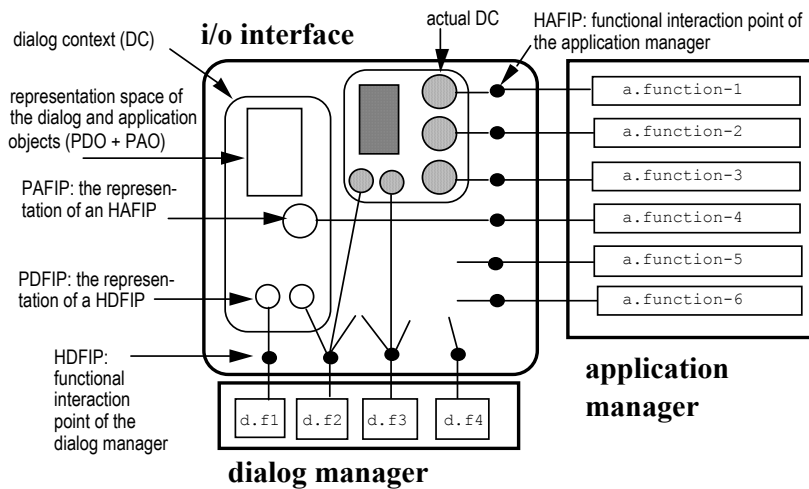 dialog context (DC)
i/o interface
actual DC
HAFIP: functional interaction point of
the application manager
representation space of
the dialog and application
objects (PDO + PAO)
PAFIP: the represen-
tation of an HAFIP
PDFIP: the represen-
tation of a HDFIP
HDFIP:
functional
interaction
point of the
dialog manager
a.function-1
a.function-2
a.function-3
a.function-4
a.function-5
a.function-6
application
manager
d.f1
d.f2
d.f3
d.f4
dialog manager